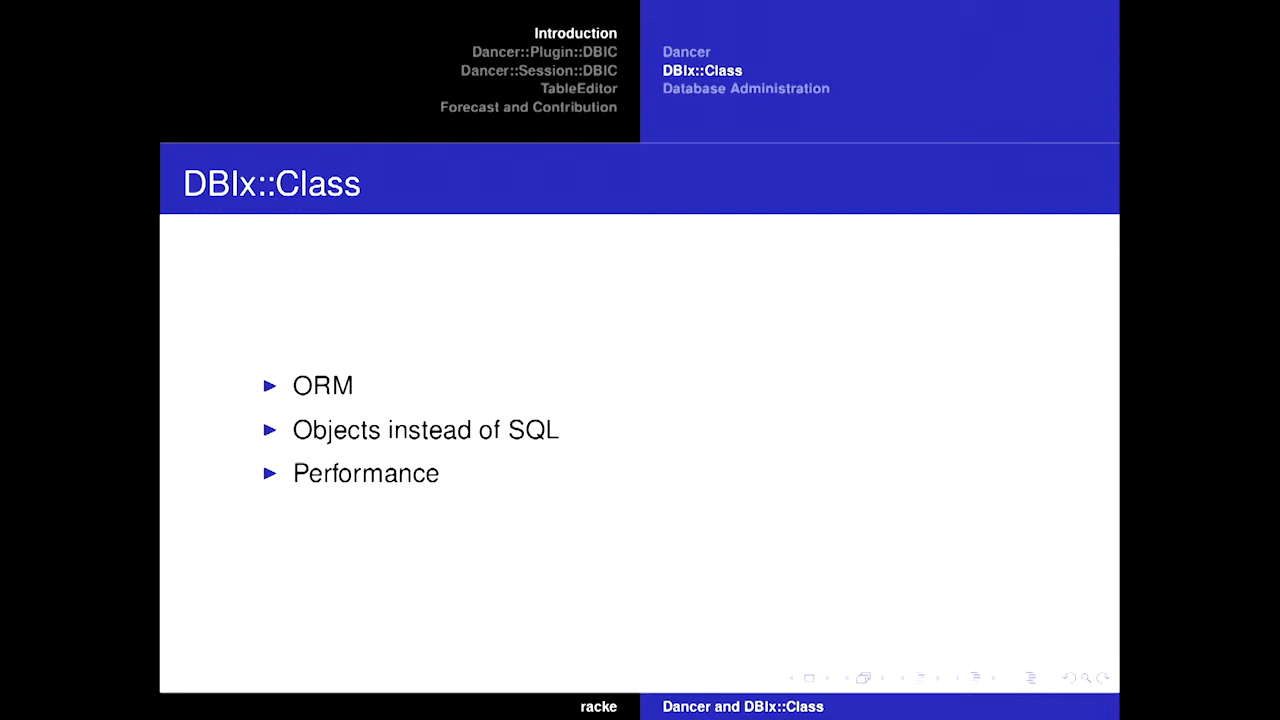 Introduction
Dancer::Plugin::DBIC
Dancer::Session::DBIC
TableEditor
Forecast and Contribution
Dancer
DBIx::Class
Database Administration
DBIx::Class
ORM
Objects instead of SQL
Performance
racke
Dancer and DBIx::Class